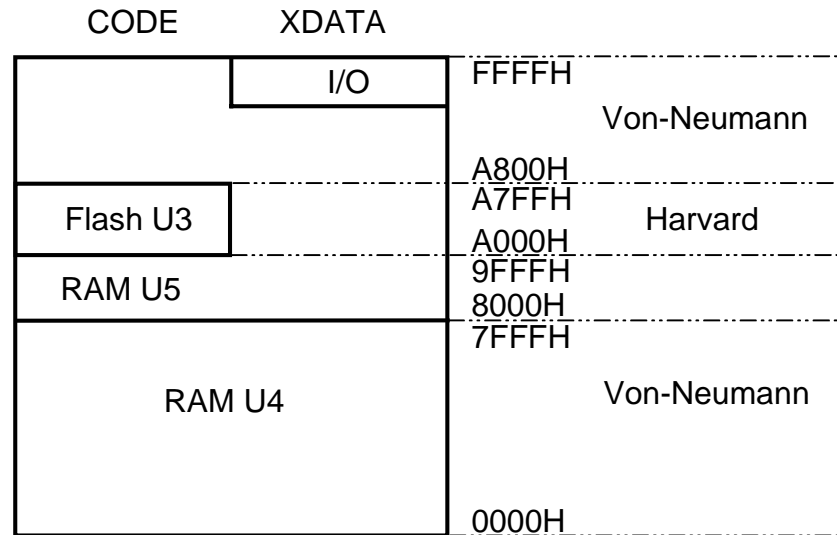 CODE XDATA
I/O FFFFH
Von-Neumann
A800H
Flash U3 A7FFH Harvard
A000H
RAM U5 9FFFH
8000H
7FFFH
RAM U4 Von-Neumann
0000H